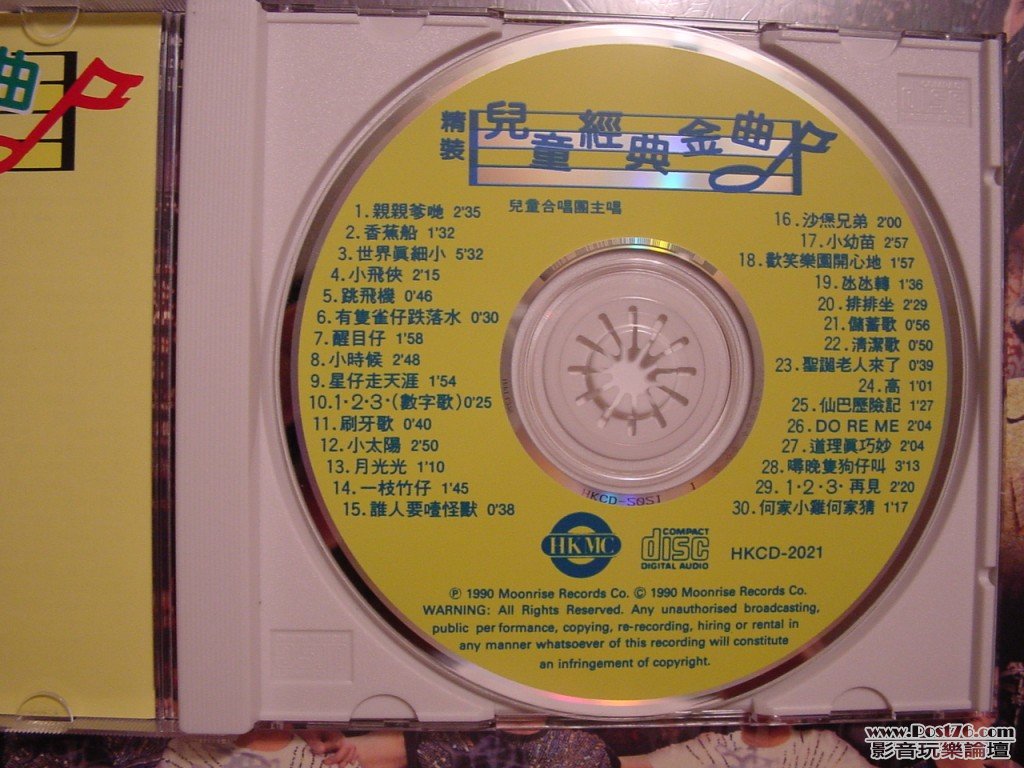 曲
精裝 兒童經典金曲
兒童合唱團主唱
1. 親親爹哋 2'35
2. 香蕉船 1'32
3. 世界眞細小 5'32
4. 小飛俠 2'15
5. 跳飛機 0'46
6. 有隻雀仔跌落水 0'30
7. 醒目仔 1'58
8. 小時候 2'48
9. 星仔走天涯 1'54
10. 1·2·3·(數字歌) 0'25
11. 刷牙歌 0'40
12. 小太陽 2'50
13. 月光光 1'10
14. 一枝竹仔 1'45
15. 誰人要噎怪獸 0'38
16. 沙煲兄弟 2'00
17. 小幼苗 2'57
18. 歡笑樂園開心地 1'57
19. 氹氹轉 1'36
20. 排排坐 2'29
21. 儲蓄歌 0'56
22. 清潔歌 0'50
23. 聖誕老人來了 0'39
24. 高 1'01
25. 仙巴歷險記 1'27
26. DO RE ME 2'04
27. 道理眞巧妙 2'04
28. 嗱晚隻狗仔叫 3'13
29. 1·2·3· 再見 2'20
30. 何家小雞何家猜 1'17
HKCD-S051 1
HKMC
COMPACT
disc
DIGITAL AUDIO
HKCD-2021
℗ 1990 Moonrise Records Co. © 1990 Moonrise Records Co.
WARNING: All Rights Reserved. Any unauthorised broadcasting,
public performance, copying, re-recording, hiring or rental in
any manner whatsoever of this recording will constitute
an infringement of copyright.
www.Post76.com
影音玩樂論壇